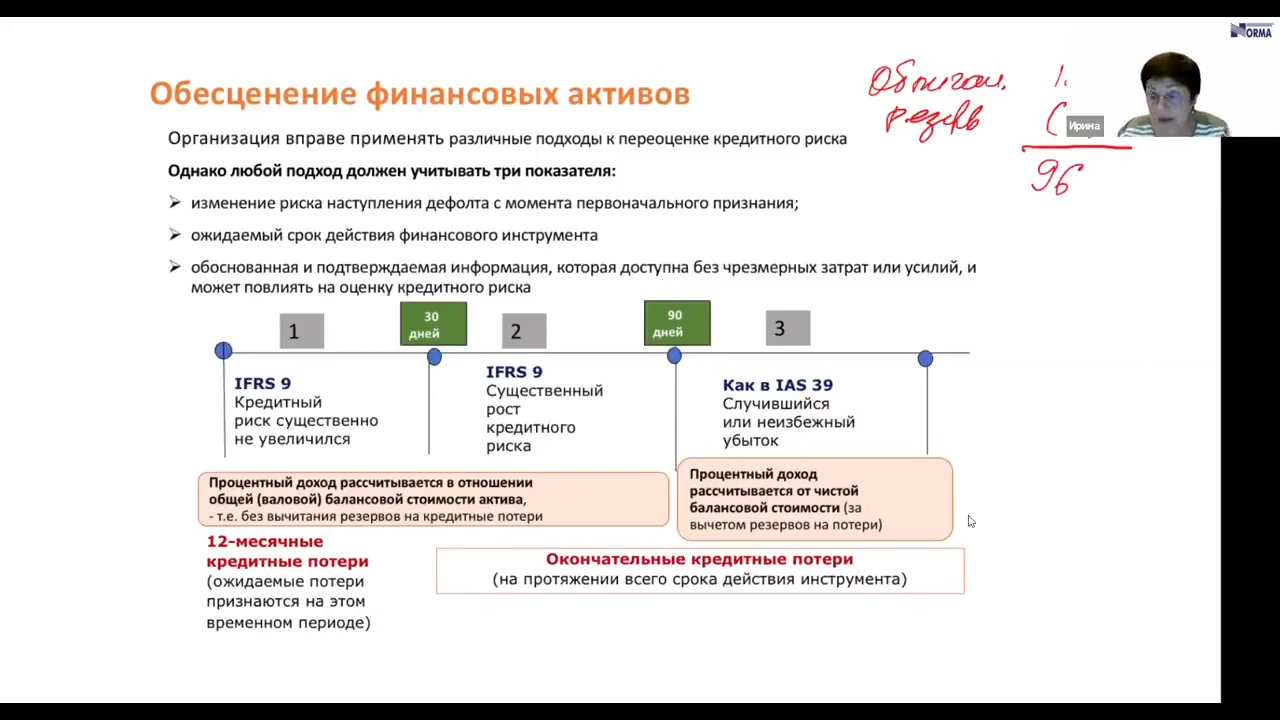 NORMA
Обесценение финансовых активов
Облигац.
резерв
(
Ирина
96
Организация вправе применять различные подходы к переоценке кредитного риска
Однако любой подход должен учитывать три показателя:
➢ изменение риска наступления дефолта с момента первоначального признания;
➢ ожидаемый срок действия финансового инструмента
➢ обоснованная и подтверждаемая информация, которая доступна без чрезмерных затрат или усилий, и
может повлиять на оценку кредитного риска
1
30
дней
2
90
дней
3
IFRS 9
Кредитный
риск существенно
не увеличился
IFRS 9
Существенный
рост
кредитного
риска
Как в IAS 39
Случившийся
или неизбежный
убыток
Процентный доход рассчитывается в отношении
общей (валовой) балансовой стоимости актива,
- т.е. без вычитания резервов на кредитные потери
Процентный доход
рассчитывается от чистой
балансовой стоимости (за
вычетом резервов на потери)
12-месячные
кредитные потери
(ожидаемые потери
признаются на этом
временном периоде)
Окончательные кредитные потери
(на протяжении всего срока действия инструмента)